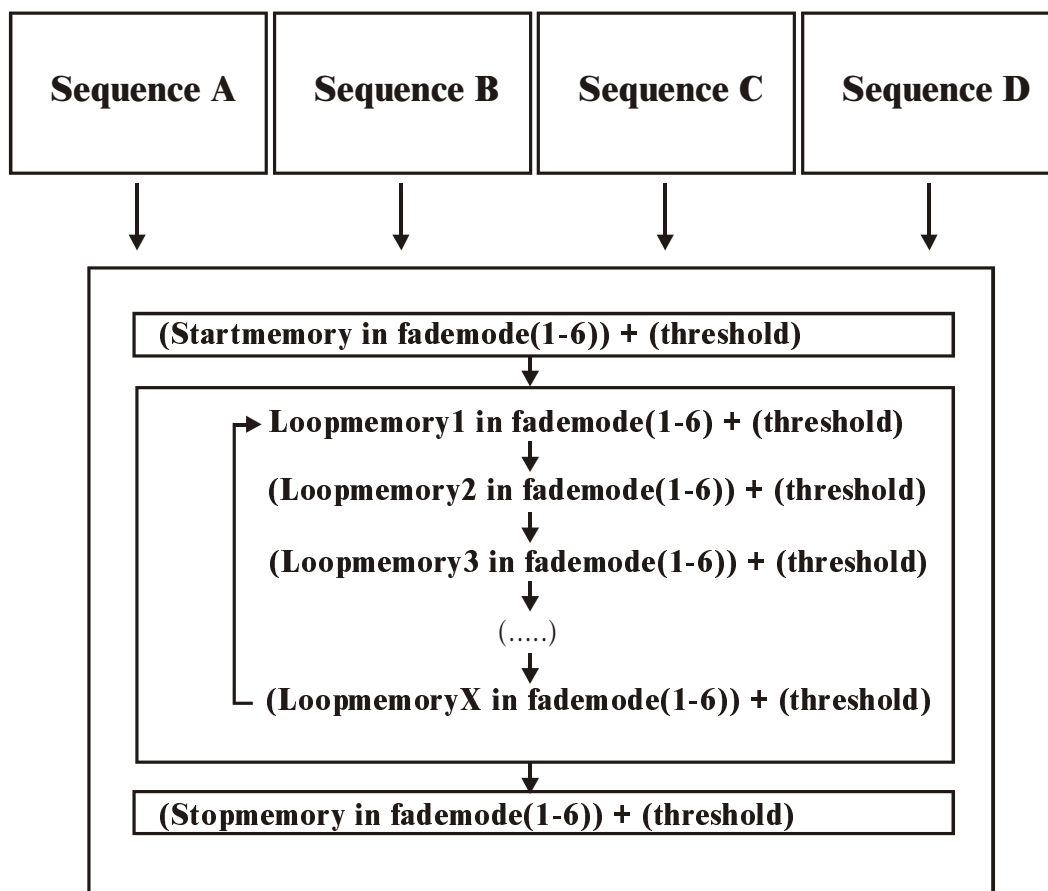 Sequence A
Sequence B
Sequence C
Sequence D
(Startmemory in fademode(1-6)) + (threshold)
Loopmemory1 in fademode(1-6) + (threshold)
(Loopmemory2 in fademode(1-6)) + (threshold)
(Loopmemory3 in fademode(1-6)) + (threshold)
(.....)
(LoopmemoryX in fademode(1-6)) + (threshold)
(Stopmemory in fademode(1-6)) + (threshold)